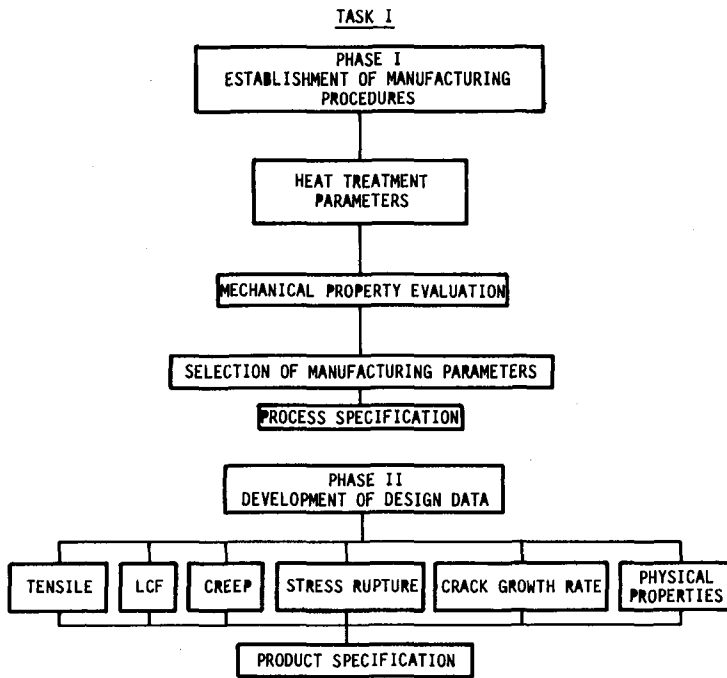 TASK I
PHASE I
ESTABLISHMENT OF MANUFACTURING
PROCEDURES
HEAT TREATMENT
PARAMETERS
MECHANICAL PROPERTY EVALUATION
SELECTION OF MANUFACTURING PARAMETERS
PROCESS SPECIFICATION
PHASE II
DEVELOPMENT OF DESIGN DATA
TENSILE
LCF
CREEP
STRESS RUPTURE
CRACK GROWTH RATE
PHYSICAL
PROPERTIES
PRODUCT SPECIFICATION